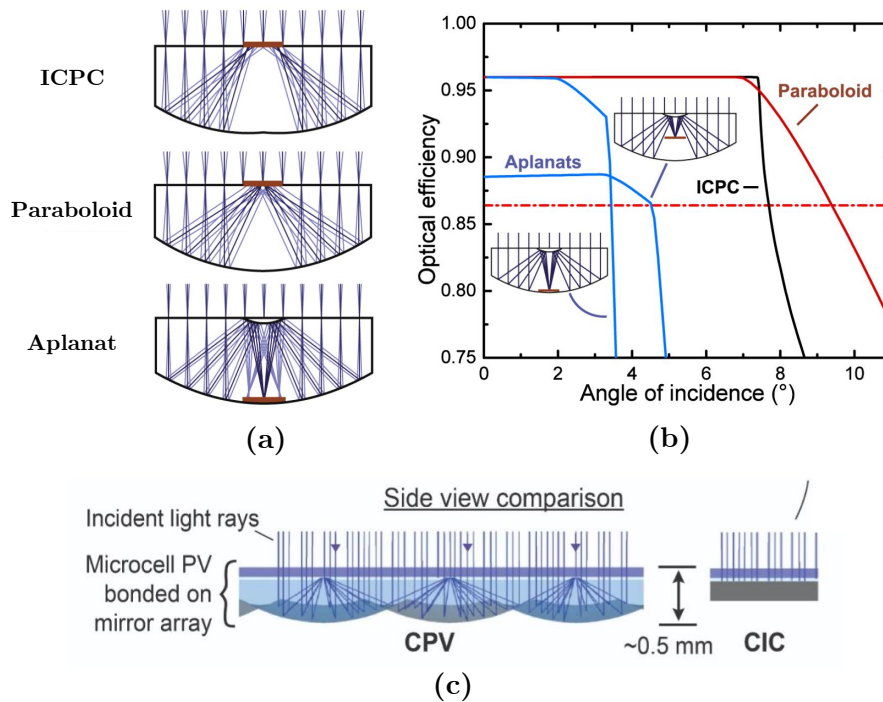 ICPC
Paraboloid
Aplanat
(a)
Optical efficiency
1.00
0.95
0.90
0.85
0.80
0.75
Aplanats
Paraboloid
ICPC
0 2 4 6 8 10
Angle of incidence (°)
(b)
Side view comparison
Incident light rays
Microcell PV
bonded on
mirror array
CPV
~0.5 mm
CIC
(c)